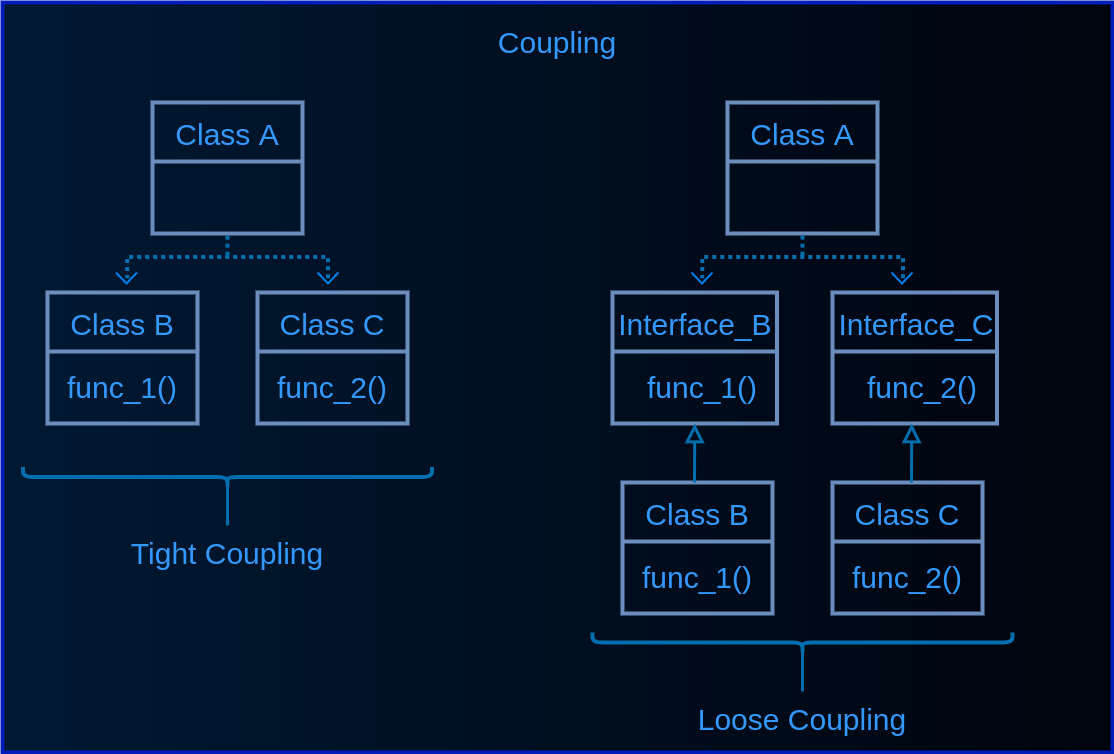 Coupling
Class A
Class B
func_1()
Class C
func_2()
Tight Coupling
Class A
Interface_B
func_1()
Interface_C
func_2()
Class B
func_1()
Class C
func_2()
Loose Coupling